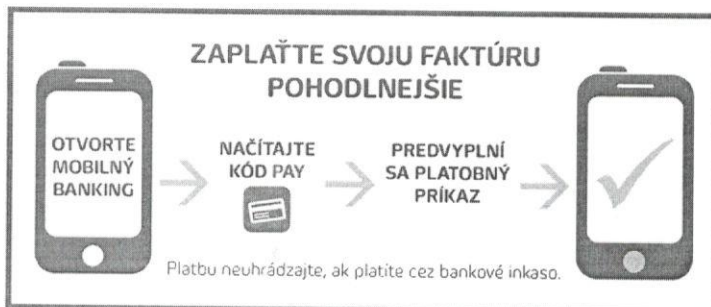 ZAPLAŤTE SVOJU FAKTÚRU
POHODLNEJŠIE
OTVORTE
MOBILNÝ
BANKING
NAČÍTAJTE
KÓD PAY
PREDVYPLNÍ
SA PLATOBNÝ
PRÍKAZ
Platbu neuhrádzajte, ak platíte cez bankové inkaso.